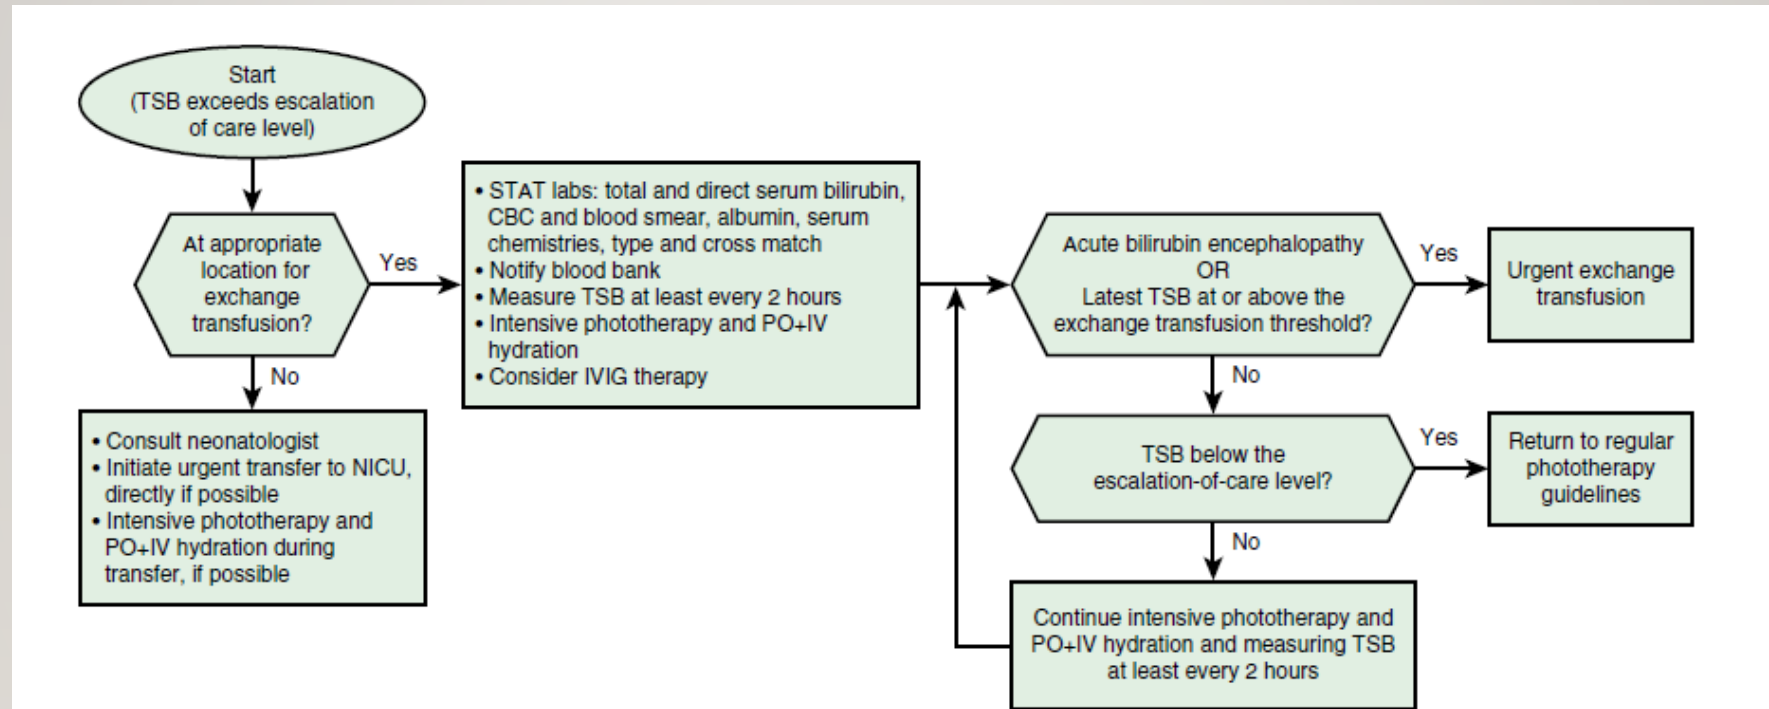 Start
(TSB exceeds escalation
of care level)
At appropriate
location for
exchange
transfusion?
Yes
No
• Consult neonatologist
• Initiate urgent transfer to NICU,
directly if possible
• Intensive phototherapy and
PO+IV hydration during
transfer, if possible
• STAT labs: total and direct serum bilirubin,
CBC and blood smear, albumin, serum
chemistries, type and cross match
• Notify blood bank
• Measure TSB at least every 2 hours
• Intensive phototherapy and PO+IV
hydration
• Consider IVIG therapy
Acute bilirubin encephalopathy
OR
Latest TSB at or above the
exchange transfusion threshold?
Yes
Urgent exchange
transfusion
No
TSB below the
escalation-of-care level?
Yes
Return to regular
phototherapy
guidelines
No
Continue intensive phototherapy and
PO+IV hydration and measuring TSB
at least every 2 hours